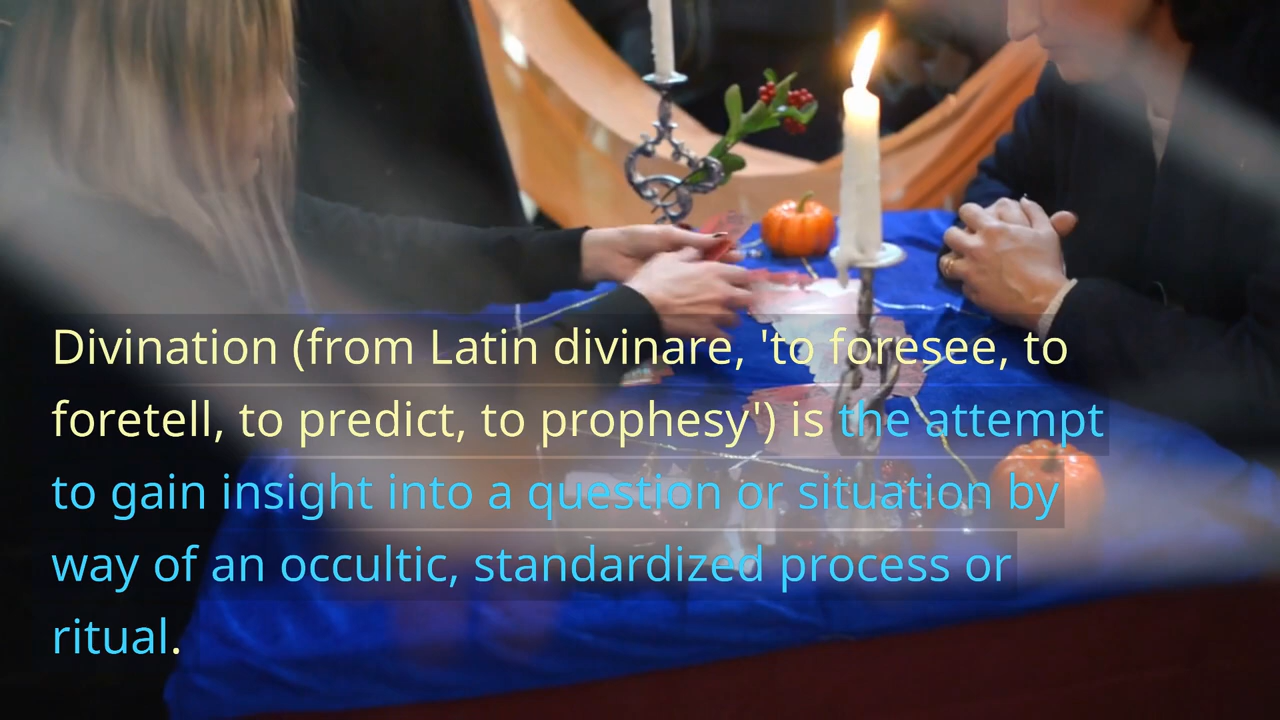 Divination (from Latin divinare, 'to foresee, to
foretell, to predict, to prophesy') is the attempt
to gain insight into a question or situation by
way of an occultic, standardized process or
ritual.